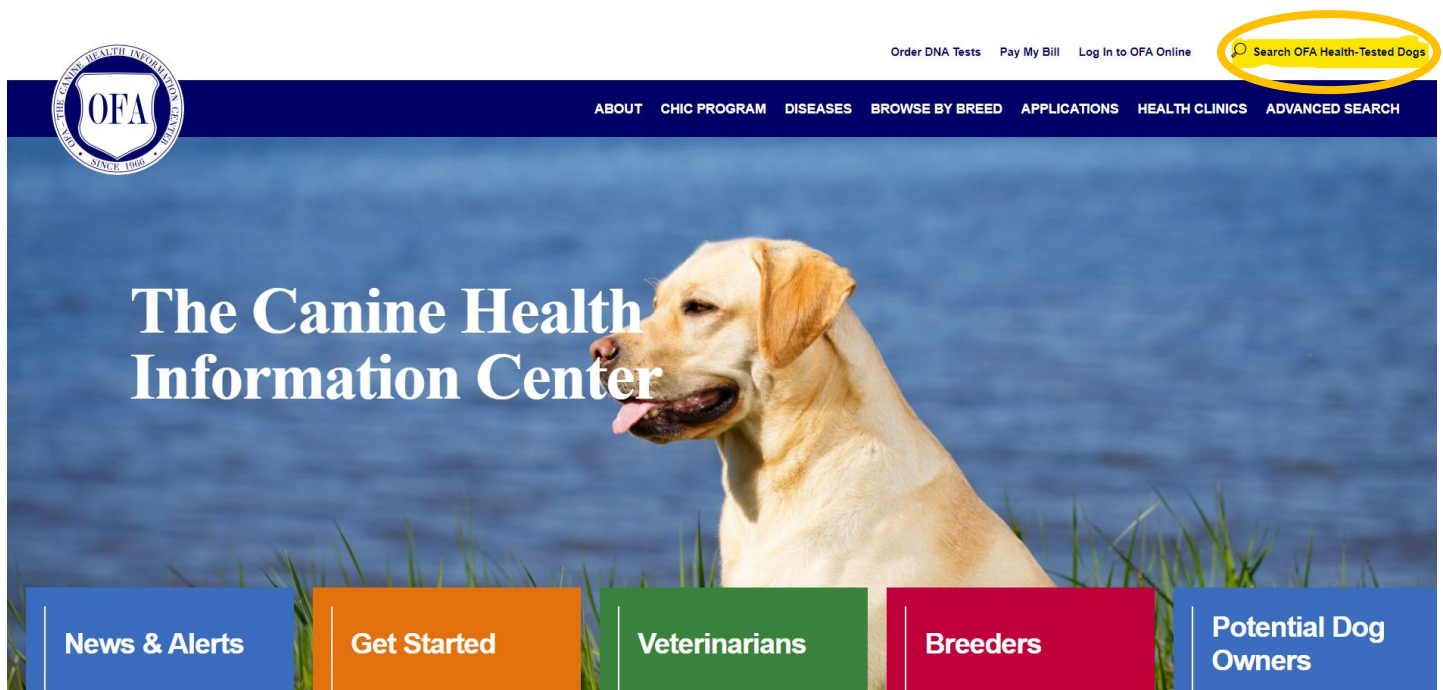 Order DNA Tests Pay My Bill Log In to OFA Online Search OFA Health-Tested Dogs
OFA - THE CANINE HEALTH INFORMATION CENTER
OFA
• SINCE 1966 •
ABOUT CHIC PROGRAM DISEASES BROWSE BY BREED APPLICATIONS HEALTH CLINICS ADVANCED SEARCH
The Canine Health
Information Center
News & Alerts
Get Started
Veterinarians
Breeders
Potential Dog
Owners